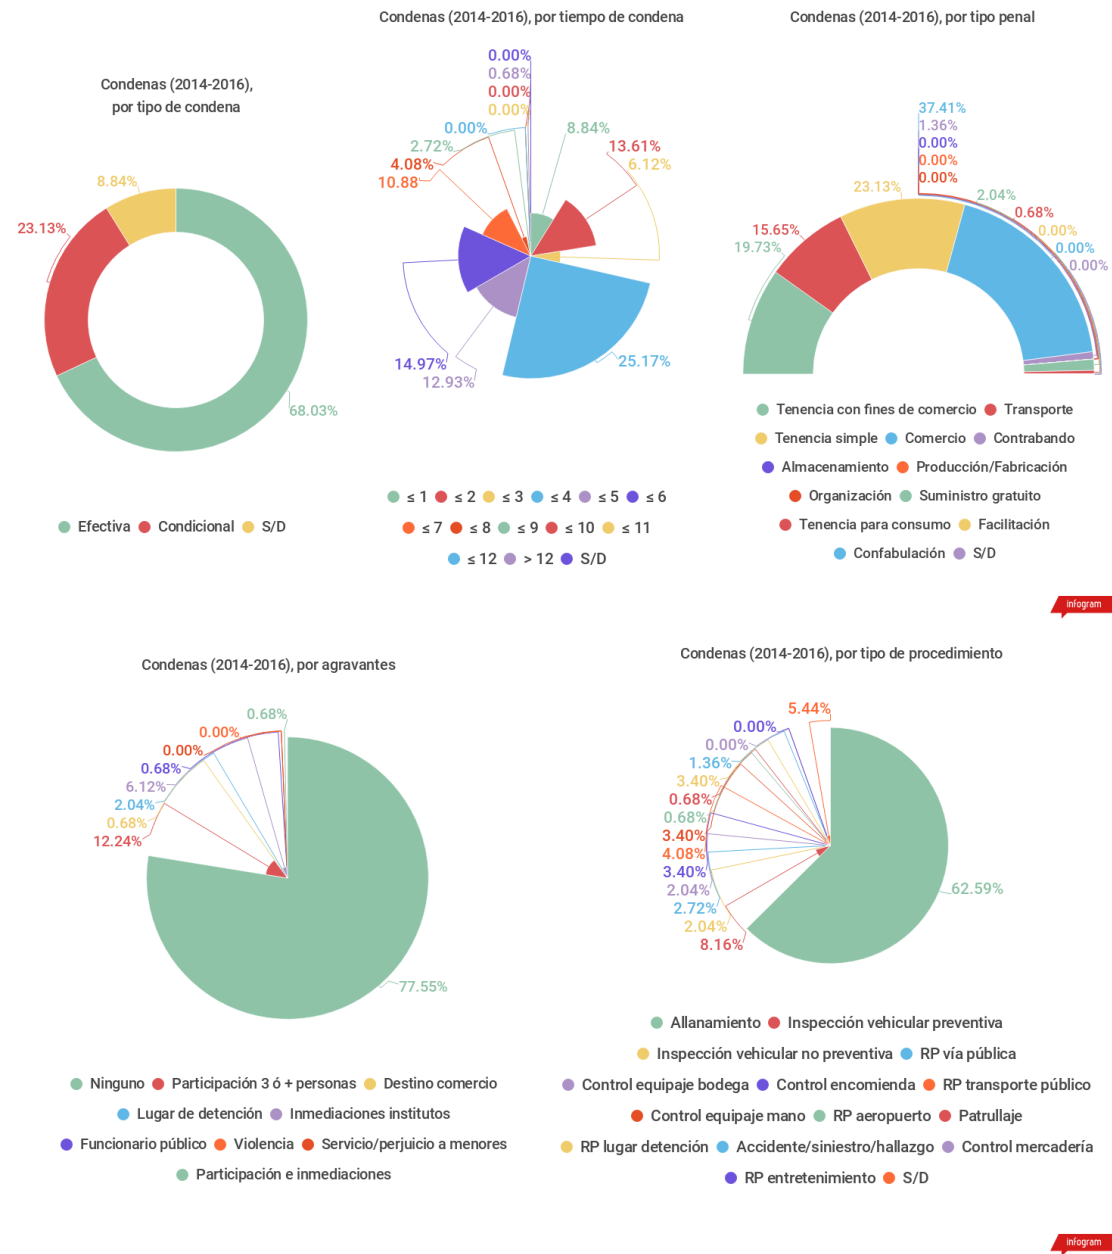 Condenas (2014-2016),
por tipo de condena
8.84%
23.13%
68.03%
Efectiva Condicional S/D
Condenas (2014-2016), por tiempo de condena
0.00%
0.68%
0.00%
0.00%
0.00%
2.72%
4.08%
10.88
8.84%
13.61%
6.12%
25.17%
14.97%
12.93%
≤ 1 ≤ 2 ≤ 3 ≤ 4 ≤ 5 ≤ 6
≤ 7 ≤ 8 ≤ 9 ≤ 10 ≤ 11
≤ 12 > 12 S/D
Condenas (2014-2016), por tipo penal
37.41%
1.36%
0.00%
0.00%
0.00%
23.13%
2.04%
15.65%
0.68%
19.73%
0.00%
0.00%
0.00%
Tenencia con fines de comercio Transporte
Tenencia simple Comercio Contrabando
Almacenamiento Producción/Fabricación
Organización Suministro gratuito
Tenencia para consumo Facilitación
Confabulación S/D
infogram
Condenas (2014-2016), por agravantes
0.68%
0.00%
0.00%
0.68%
6.12%
2.04%
0.68%
12.24%
77.55%
Ninguno Participación 3 ó + personas Destino comercio
Lugar de detención Inmediaciones institutos
Funcionario público Violencia Servicio/perjuicio a menores
Participación e inmediaciones
Condenas (2014-2016), por tipo de procedimiento
5.44%
0.00%
0.00%
1.36%
3.40%
0.68%
0.68%
3.40%
4.08%
3.40%
2.04%
2.72%
2.04%
8.16%
62.59%
Allanamiento Inspección vehicular preventiva
Inspección vehicular no preventiva RP vía pública
Control equipaje bodega Control encomienda RP transporte público
Control equipaje mano RP aeropuerto Patrullaje
RP lugar detención Accidente/siniestro/hallazgo Control mercadería
RP entretenimiento S/D
infogram